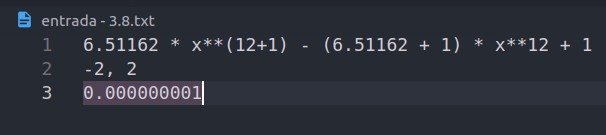 entrada - 3.8.txt
1 6.51162 * x**(12+1) - (6.51162 + 1) * x**12 + 1
2 -2, 2
3 0.000000001